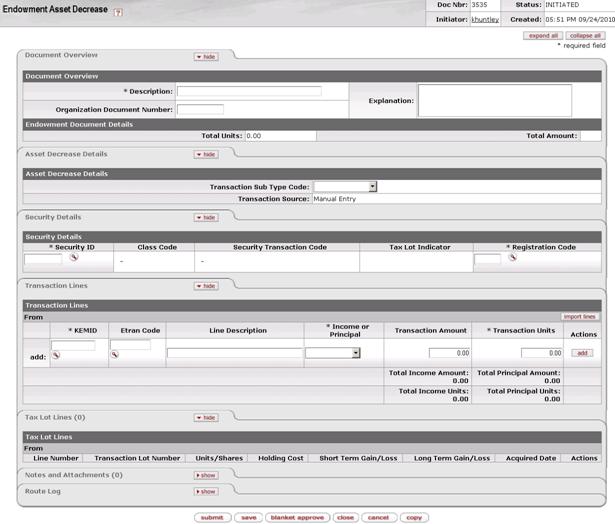 Endowment Asset Decrease ?
Doc Nbr: 3535 Status: INITIATED
Initiator: khuntley Created: 05:51 PM 09/24/2010
expand all collapse all
* required field
Document Overview hide
Document Overview
* Description:
Explanation:
Organization Document Number:
Endowment Document Details
Total Units: 0.00 Total Amount:
Asset Decrease Details hide
Asset Decrease Details
Transaction Sub Type Code:
Transaction Source: Manual Entry
Security Details hide
Security Details
* Security ID Class Code Security Transaction Code Tax Lot Indicator * Registration Code
- -
Transaction Lines hide
Transaction Lines
From import lines
* KEMID Etran Code Line Description * Income or Principal Transaction Amount * Transaction Units Actions
add: 0.00 0.00 add
Total Income Amount: 0.00 Total Principal Amount: 0.00
Total Income Units: 0.00 Total Principal Units: 0.00
Tax Lot Lines (0) hide
Tax Lot Lines
From
Line Number Transaction Lot Number Units/Shares Holding Cost Short Term Gain/Loss Long Term Gain/Loss Acquired Date Actions
Notes and Attachments (0) show
Route Log show
submit save blanket approve close cancel copy